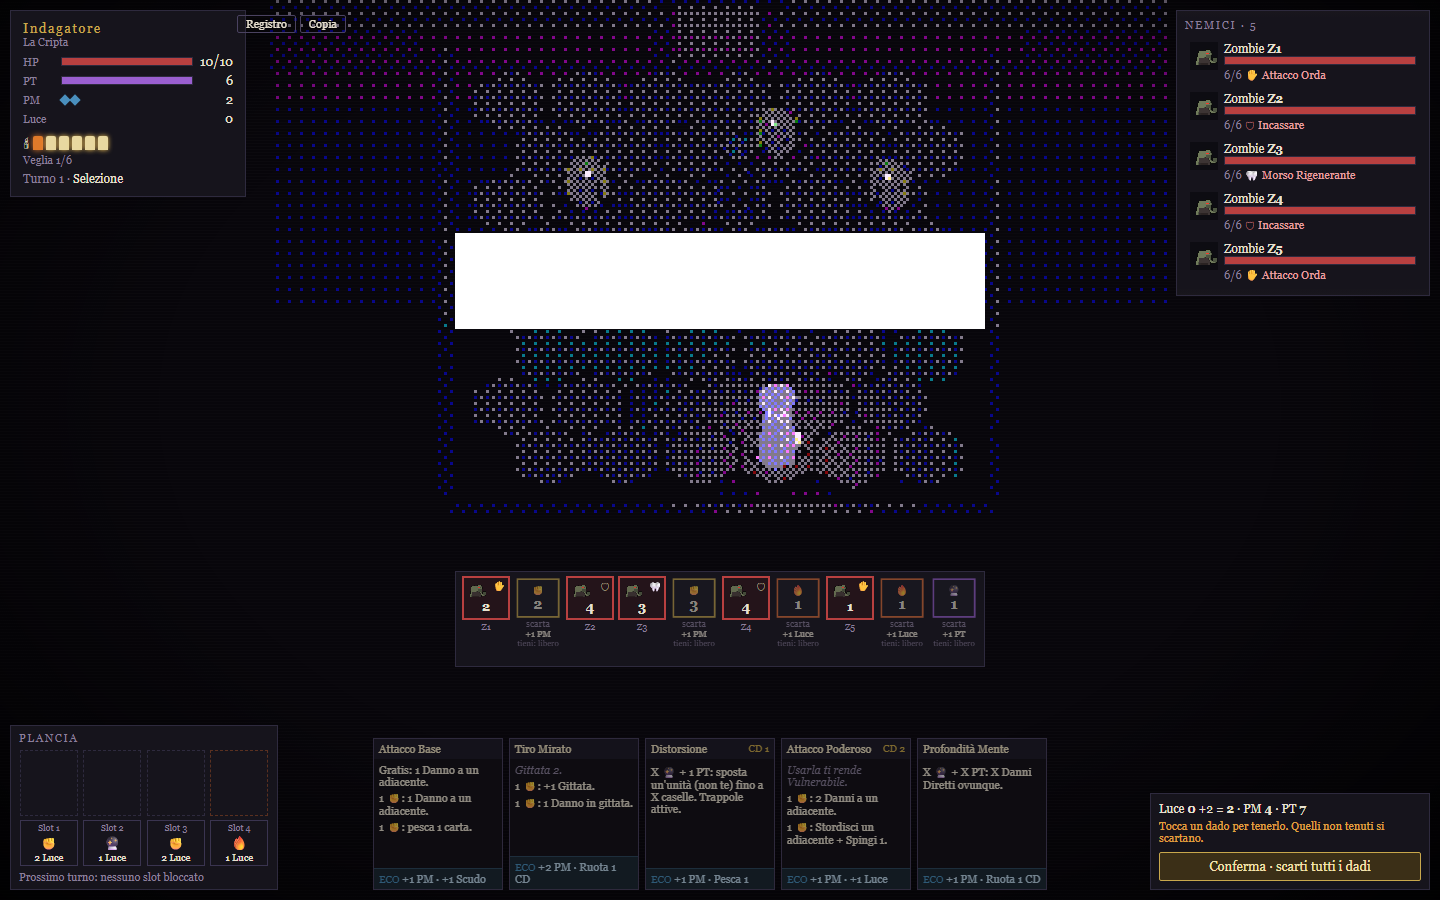 Indagatore
La Cripta
HP 10/10
PT 6
PM 2
Luce 0
Veglia 1/6
Turno 1 · Selezione
Registro
Copia
NEMICI · 5
Zombie Z1
6/6 Attacco Orda
Zombie Z2
6/6 Incassare
Zombie Z3
6/6 Morso Rigenerante
Zombie Z4
6/6 Incassare
Zombie Z5
6/6 Attacco Orda
2 2 4 3 3 4 1 1 1 1
Z1 scarta Z2 Z3 scarta Z4 scarta Z5 scarta scarta
+1 PM +1 PM +1 Luce +1 Luce +1 PT
tieni: libero tieni: libero tieni: libero tieni: libero tieni: libero
PLANCIA
Slot 1 Slot 2 Slot 3 Slot 4
2 Luce 1 Luce 2 Luce 1 Luce
Prossimo turno: nessuno slot bloccato
Attacco Base
Gratis: 1 Danno a un
adiacente.
1 : 1 Danno a un
adiacente.
1 : pesca 1 carta.
ECO +1 PM · +1 Scudo
Tiro Mirato
Gittata 2.
1 : +1 Gittata.
1 : 1 Danno in gittata.
ECO +2 PM · Ruota 1
CD
Distorsione CD 1
X + 1 PT: sposta
un'unità (non te) fino a
X caselle. Trappole
attive.
ECO +1 PM · Pesca 1
Attacco Poderoso CD 2
Usarla ti rende
Vulnerabile.
1 : 2 Danni a un
adiacente.
1 : Stordisci un
adiacente + Spingi 1.
ECO +1 PM · +1 Luce
Profondità Mente
X + X PT: X Danni
Diretti ovunque.
ECO +1 PM · Ruota 1 CD
Luce 0 +2 = 2 · PM 4 · PT 7
Tocca un dado per tenerlo. Quelli non tenuti si
scartano.
Conferma · scarti tutti i dadi